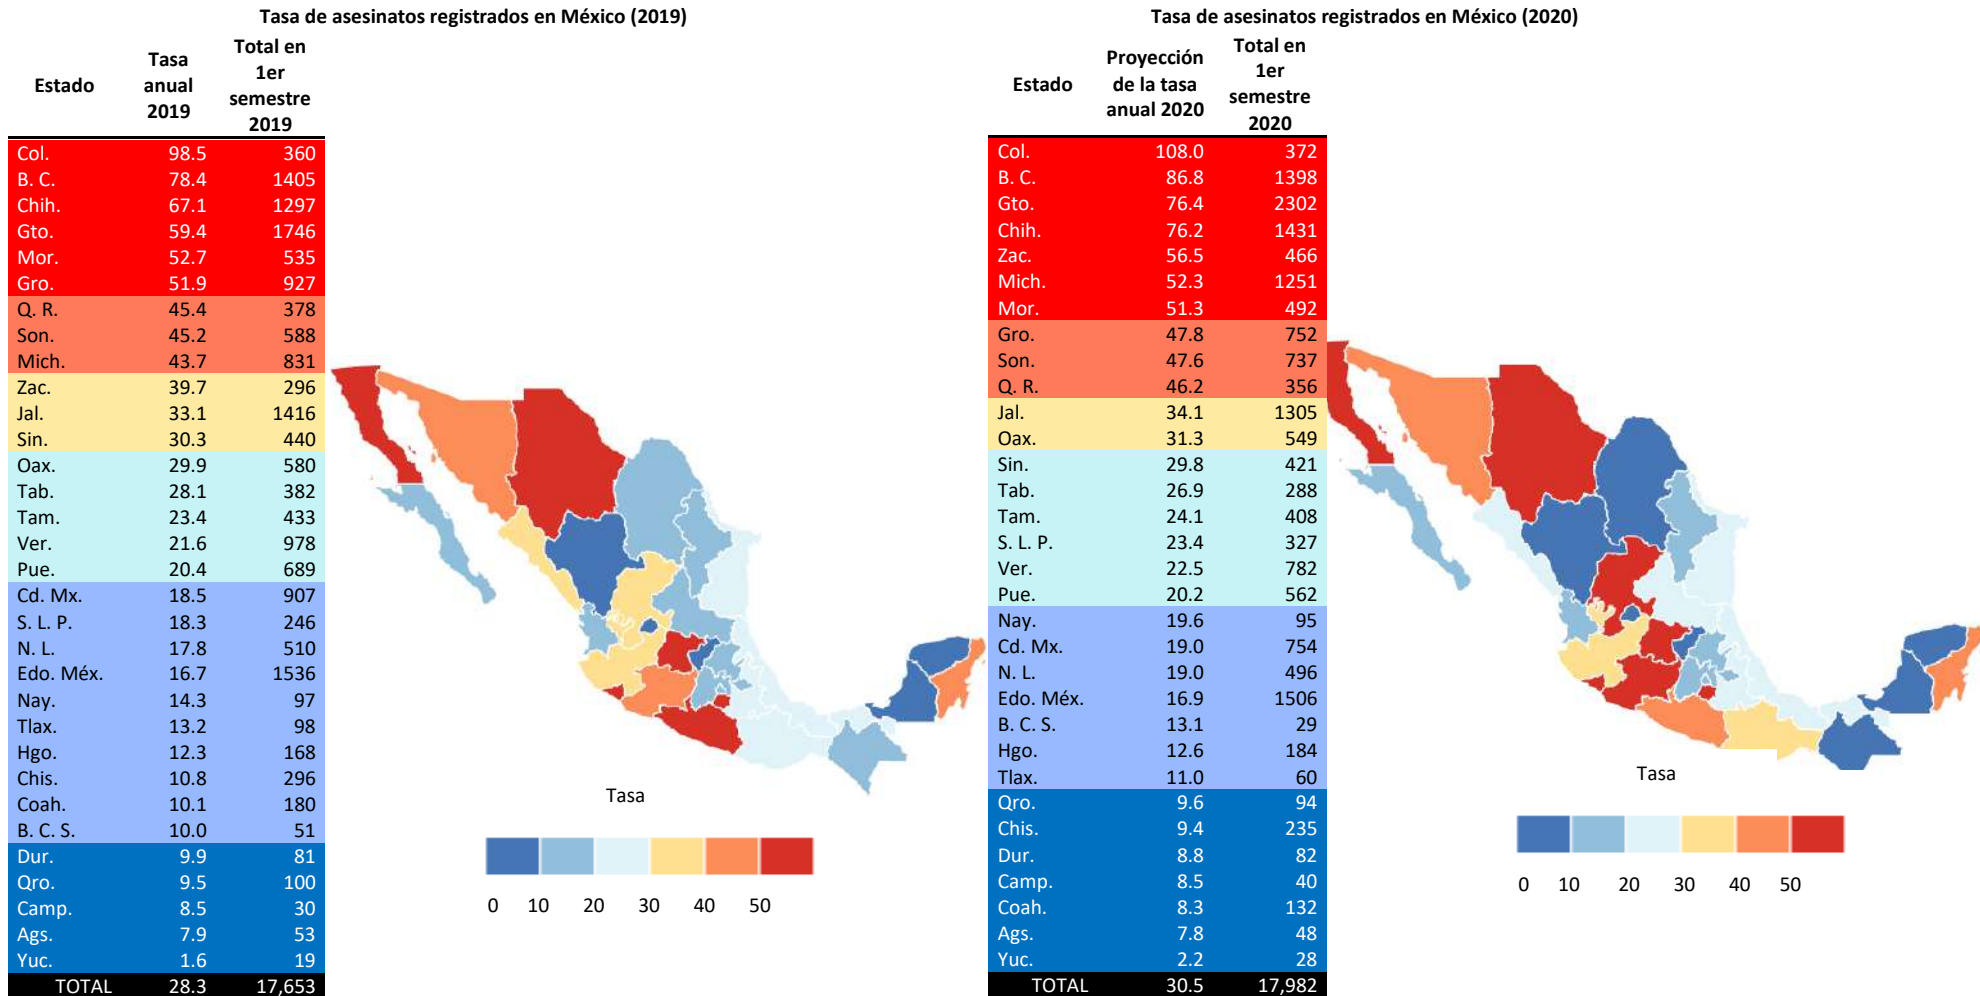 Tasa de asesinatos registrados en México (2019)
Estado Tasa anual 2019 Total en 1er semestre 2019
Col. 98.5 360
B. C. 78.4 1405
Chih. 67.1 1297
Gto. 59.4 1746
Mor. 52.7 535
Gro. 51.9 927
Q. R. 45.4 378
Son. 45.2 588
Mich. 43.7 831
Zac. 39.7 296
Jal. 33.1 1416
Sin. 30.3 440
Oax. 29.9 580
Tab. 28.1 382
Tam. 23.4 433
Ver. 21.6 978
Pue. 20.4 689
Cd. Mx. 18.5 907
S. L. P. 18.3 246
N. L. 17.8 510
Edo. Méx. 16.7 1536
Nay. 14.3 97
Tlax. 13.2 98
Hgo. 12.3 168
Chis. 10.8 296
Coah. 10.1 180
B. C. S. 10.0 51
Dur. 9.9 81
Qro. 9.5 100
Camp. 8.5 30
Ags. 7.9 53
Yuc. 1.6 19
TOTAL 28.3 17,653
Tasa
0 10 20 30 40 50
Tasa de asesinatos registrados en México (2020)
Estado Proyección de la tasa anual 2020 Total en 1er semestre 2020
Col. 108.0 372
B. C. 86.8 1398
Gto. 76.4 2302
Chih. 76.2 1431
Zac. 56.5 466
Mich. 52.3 1251
Mor. 51.3 492
Gro. 47.8 752
Son. 47.6 737
Q. R. 46.2 356
Jal. 34.1 1305
Oax. 31.3 549
Sin. 29.8 421
Tab. 26.9 288
Tam. 24.1 408
S. L. P. 23.4 327
Ver. 22.5 782
Pue. 20.2 562
Nay. 19.6 95
Cd. Mx. 19.0 754
N. L. 19.0 496
Edo. Méx. 16.9 1506
B. C. S. 13.1 29
Hgo. 12.6 184
Tlax. 11.0 60
Qro. 9.6 94
Chis. 9.4 235
Dur. 8.8 82
Camp. 8.5 40
Coah. 8.3 132
Ags. 7.8 48
Yuc. 2.2 28
TOTAL 30.5 17,982
Tasa
0 10 20 30 40 50